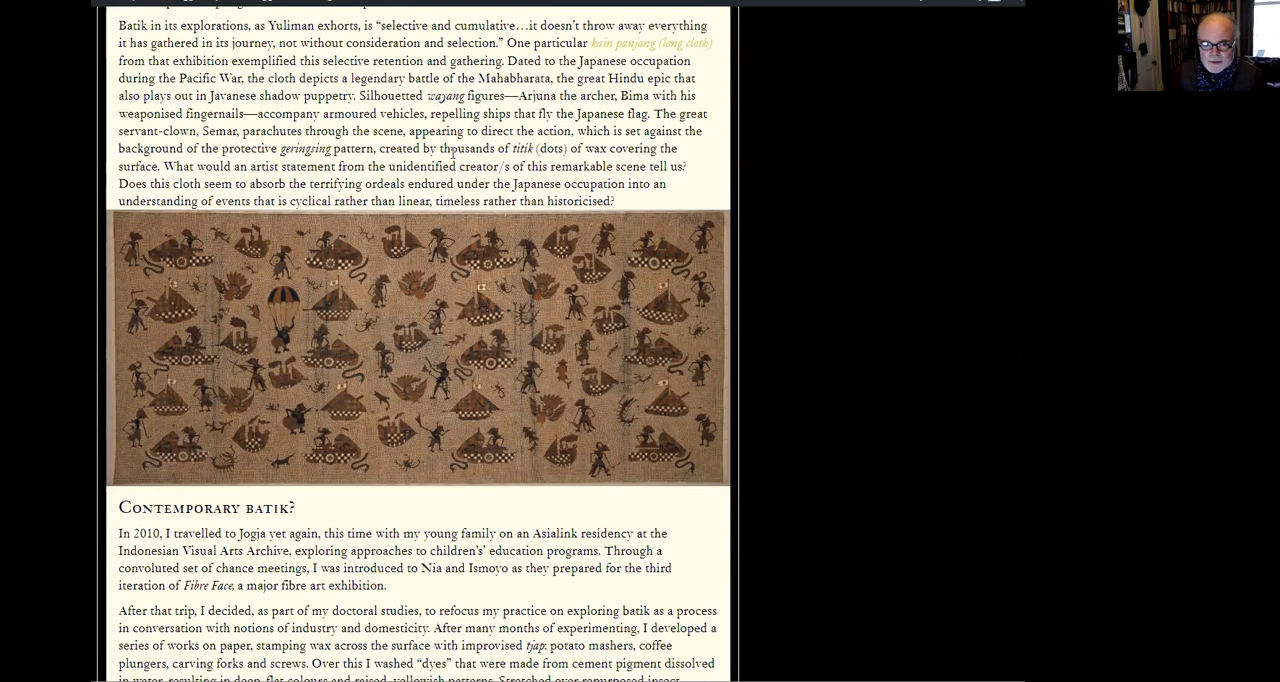 Batik in its explorations, as Yuliman exhorts, is “selective and cumulative…it doesn’t throw away everything
it has gathered in its journey, not without consideration and selection.” One particular kain panjang (long cloth)
from that exhibition exemplified this selective retention and gathering. Dated to the Japanese occupation
during the Pacific War, the cloth depicts a legendary battle of the Mahabharata, the great Hindu epic that
also plays out in Javanese shadow puppetry. Silhouetted wayang figures—Arjuna the archer, Bima with his
weaponised fingernails—accompany armoured vehicles, repelling ships that fly the Japanese flag. The great
servant-clown, Semar, parachutes through the scene, appearing to direct the action, which is set against the
background of the protective geringsing pattern, created by thousands of titik (dots) of wax covering the
surface. What would an artist statement from the unidentified creator/s of this remarkable scene tell us?
Does this cloth seem to absorb the terrifying ordeals endured under the Japanese occupation into an
understanding of events that is cyclical rather than linear, timeless rather than historicised?
Contemporary batik?
In 2010, I travelled to Jogja yet again, this time with my young family on an Asialink residency at the
Indonesian Visual Arts Archive, exploring approaches to children’s’ education programs. Through a
convoluted set of chance meetings, I was introduced to Nia and Ismoyo as they prepared for the third
iteration of Fibre Face, a major fibre art exhibition.
After that trip, I decided, as part of my doctoral studies, to refocus my practice on exploring batik as a process
in conversation with notions of industry and domesticity. After many months of experimenting, I developed a
series of works on paper, stamping wax across the surface with improvised tjap: potato mashers, coffee
plungers, carving forks and screws. Over this I washed “dyes” that were made from cement pigment dissolved
in water, resulting in deep, flat colours and raised, yellowish patterns. Stretched over repurposed insect